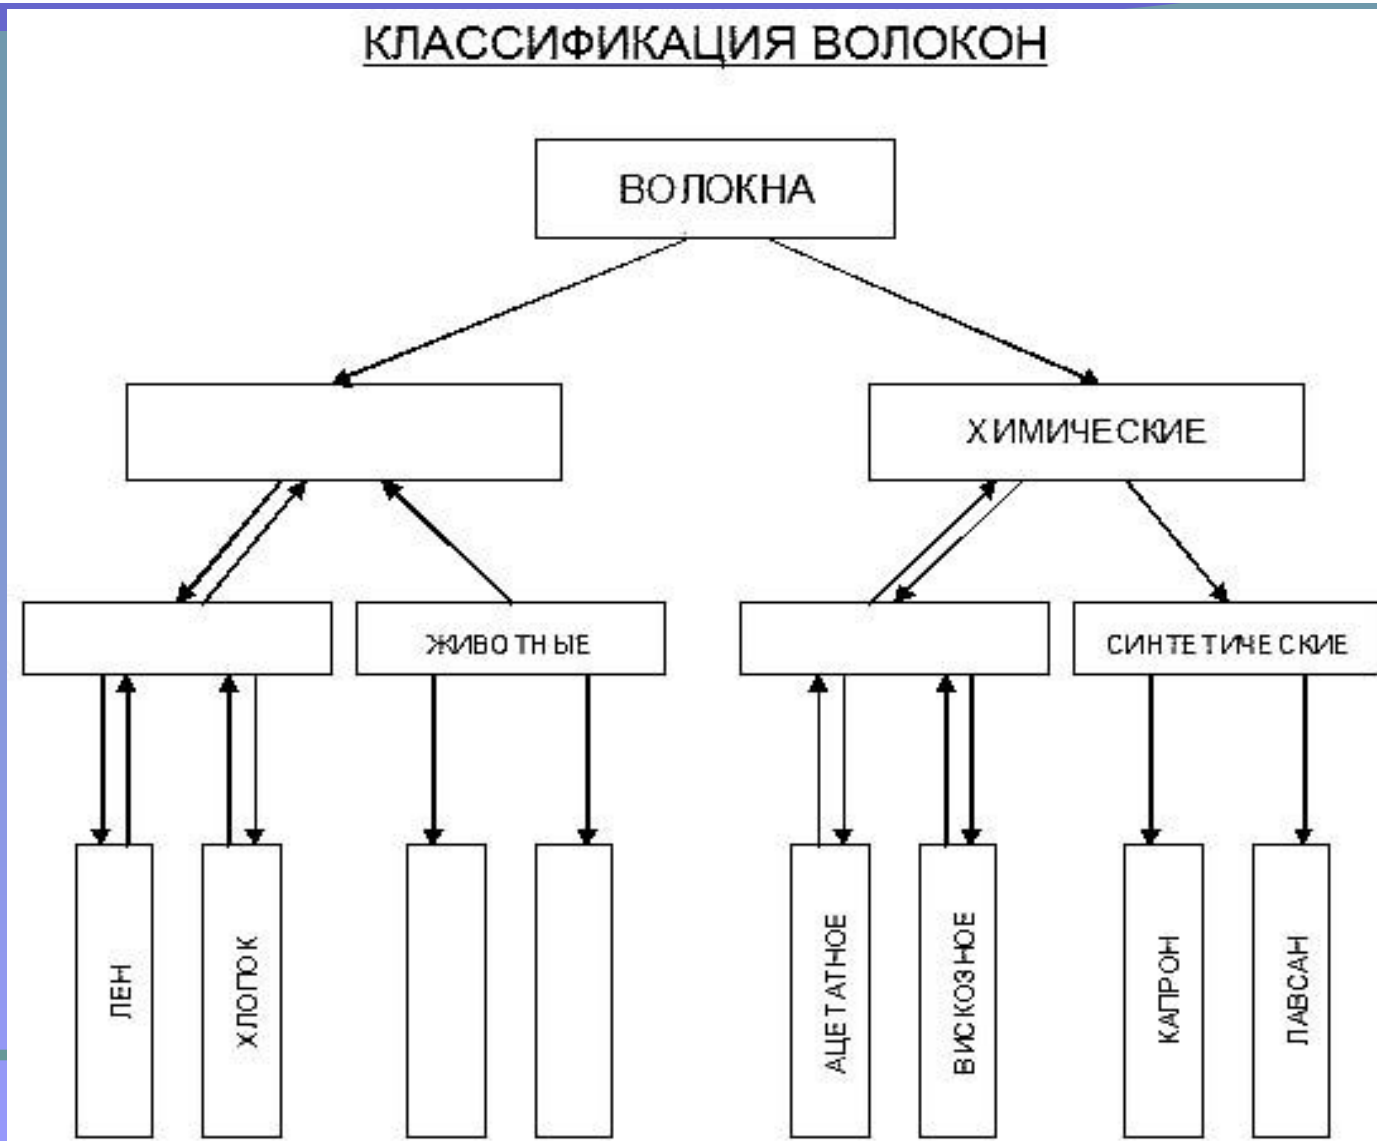 КЛАССИФИКАЦИЯ ВОЛОКОН
ВОЛОКНА
ХИМИЧЕСКИЕ
ЖИВОТНЫЕ
СИНТЕТИЧЕСКИЕ
ЛЕН
ХЛОПОК
АЦЕТАТНОЕ
ВИСКОЗНОЕ
КАПРОН
ЛАВСАН